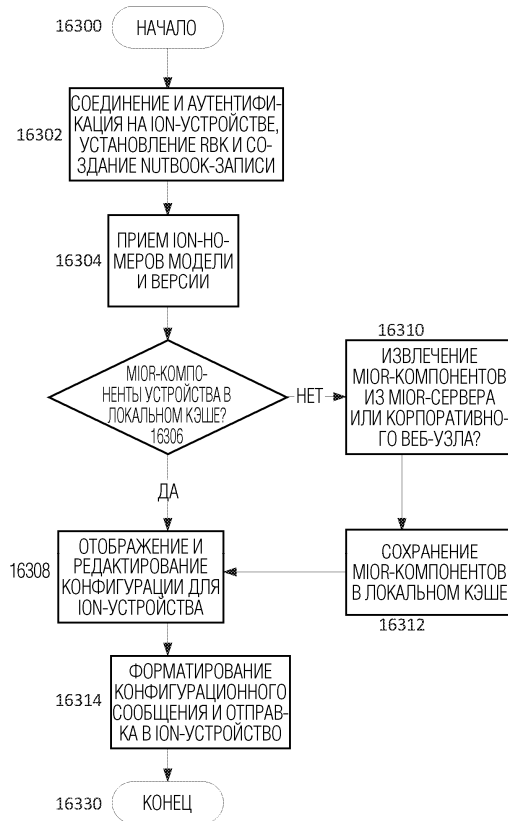 16300
НАЧАЛО
16302
СОЕДИНЕНИЕ И АУТЕНТИФИ-
КАЦИЯ НА ION-УСТРОЙСТВЕ,
УСТАНОВЛЕНИЕ RBK И СО-
ЗДАНИЕ NUTBOOK-ЗАПИСИ
16304
ПРИЕМ ION-НО-
МЕРОВ МОДЕЛИ
И ВЕРСИИ
MIOR-КОМПО-
НЕНТЫ УСТРОЙСТВА В
ЛОКАЛЬНОМ КЭШЕ?
16306
НЕТ
16310
ИЗВЛЕЧЕНИЕ
MIOR-КОМПОНЕНТОВ
ИЗ MIOR-СЕРВЕРА
ИЛИ КОРПОРАТИВНО-
ГО ВЕБ-УЗЛА?
ДА
16308
ОТОБРАЖЕНИЕ И
РЕДАКТИРОВАНИЕ
КОНФИГУРАЦИИ ДЛЯ
ION-УСТРОЙСТВА
СОХРАНЕНИЕ
MIOR-КОМПОНЕНТОВ
В ЛОКАЛЬНОМ КЭШЕ
16312
16314
ФОРМАТИРОВАНИЕ
КОНФИГУРАЦИОННОГО
СООБЩЕНИЯ И ОТПРАВ-
КА В ION-УСТРОЙСТВО
16330
КОНЕЦ